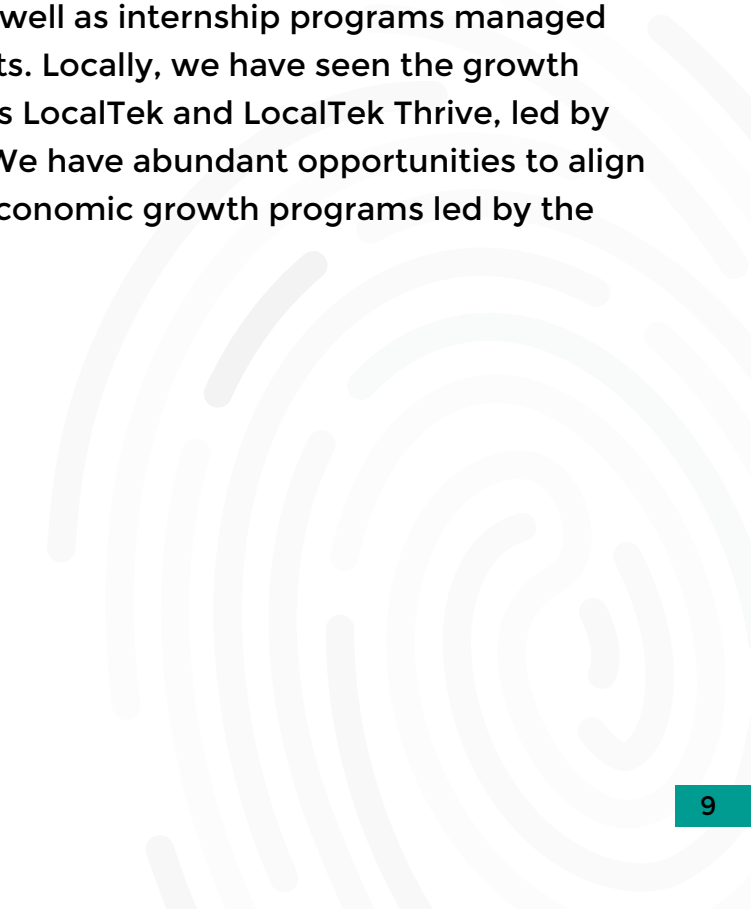 well as internship programs managed
ts. Locally, we have seen the growth
s LocalTek and LocalTek Thrive, led by
We have abundant opportunities to align
conomic growth programs led by the
9